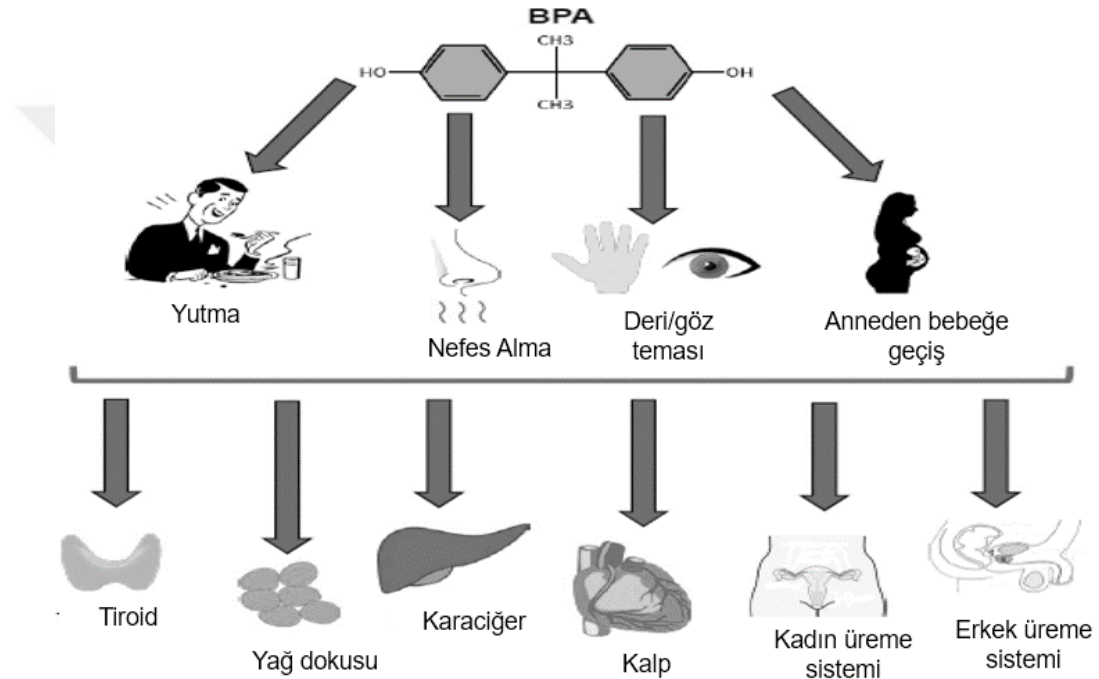 BPA
CH3
HO
OH
CH3
Yutma
Nefes Alma
Deri/göz
teması
Anneden bebeğe
geçiş
Tiroid
Yağ dokusu
Karaciğer
Kalp
Kadın üreme
sistemi
Erkek üreme
sistemi